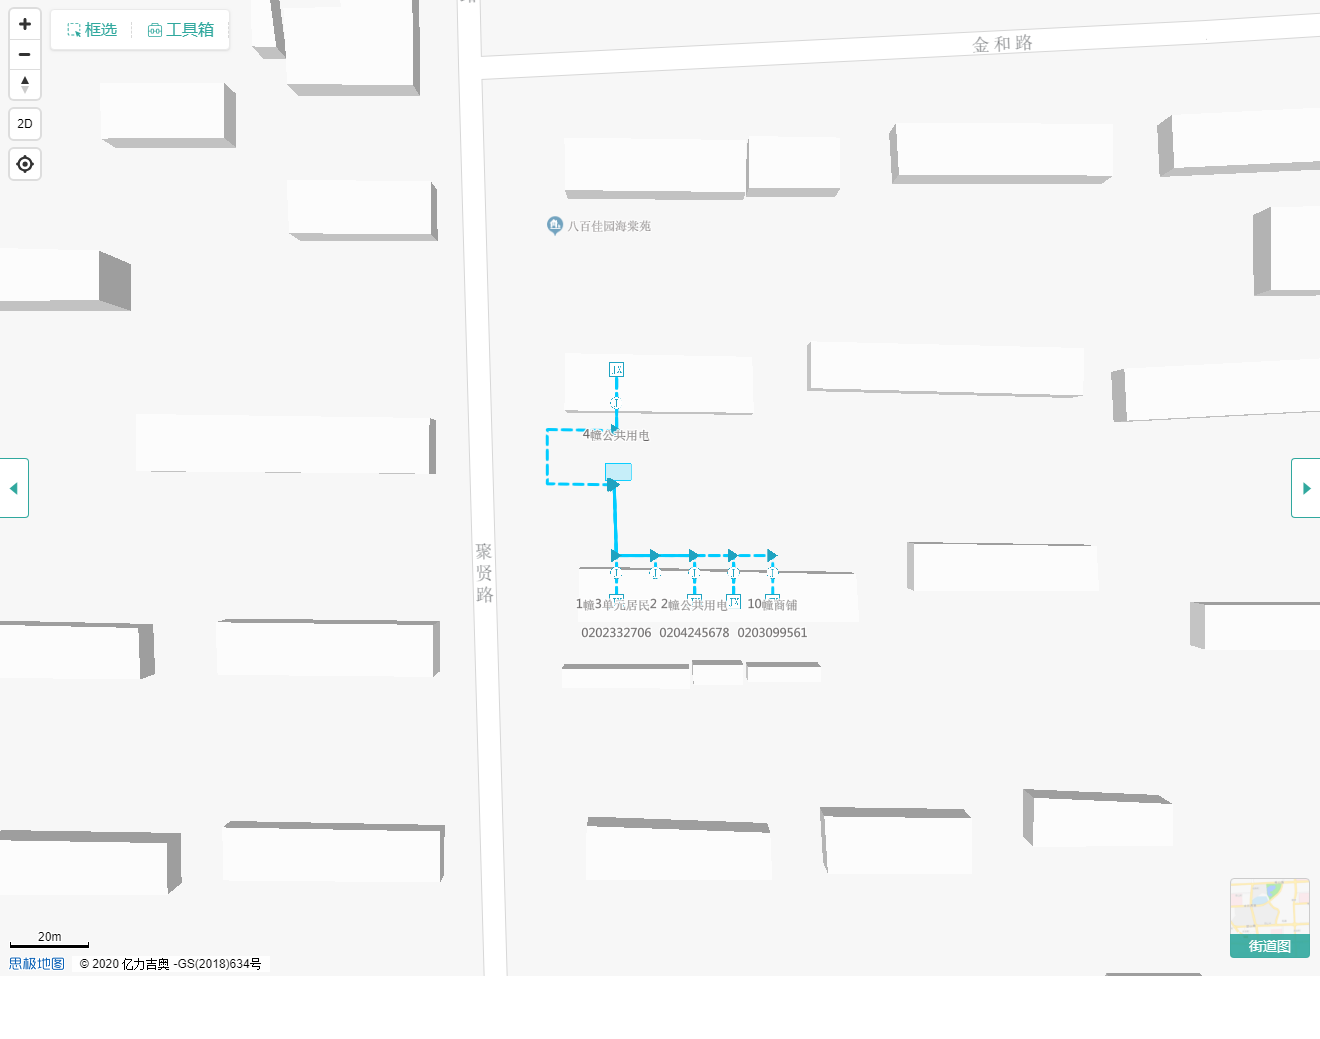 框选
工具箱
2D
金和路
八百佳园海棠苑
4幢公共用电
聚贤路
1幢3单元居民2 2幢公共用电 10幢商铺
0202332706 0204245678 0203099561
20m
思极地图 © 2020 亿力吉奥 -GS(2018)634号
街道图